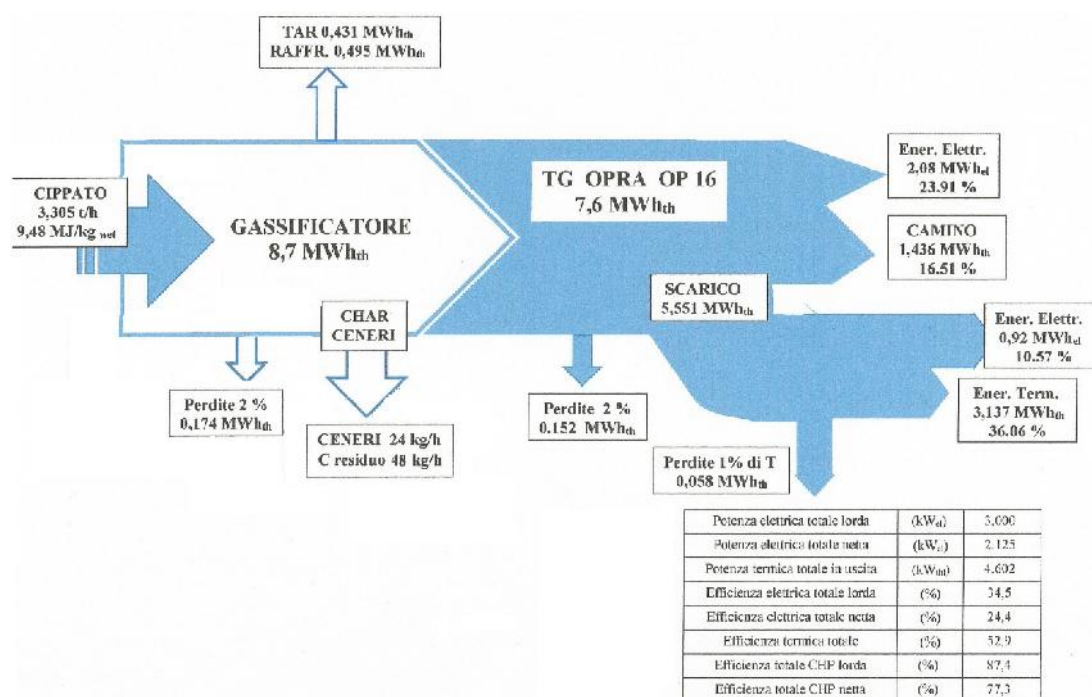 TAR 0,431 MWhth
RAFFR. 0,495 MWhth
CIPPATO
3,305 t/h
9,48 MJ/kg wet
GASSIFICATORE
8,7 MWhth
TG OPRA OP 16
7,6 MWhth
Ener. Elettr.
2,08 MWhel
23.91 %
CAMINO
1,436 MWhth
16.51 %
SCARICO
5,551 MWhth
CHAR
CENERI
Ener. Elettr.
0,92 MWhel
10.57 %
Ener. Term.
3,137 MWhth
36.06 %
Perdite 2 %
0,174 MWhth
CENERI 24 kg/h
C residuo 48 kg/h
Perdite 2 %
0.152 MWhth
Perdite 1% di T
0,058 MWhth
Potenza elettrica totale lorda (kWel) 3.000
Potenza elettrica totale netta (kWel) 2.125
Potenza termica totale in uscita (kWtht) 4.602
Efficienza elettrica totale lorda (%) 34,5
Efficienza elettrica totale netta (%) 24,4
Efficienza termica totale (%) 52,9
Efficienza totale CHP lorda (%) 87,4
Efficienza totale CHP netta (%) 77,3